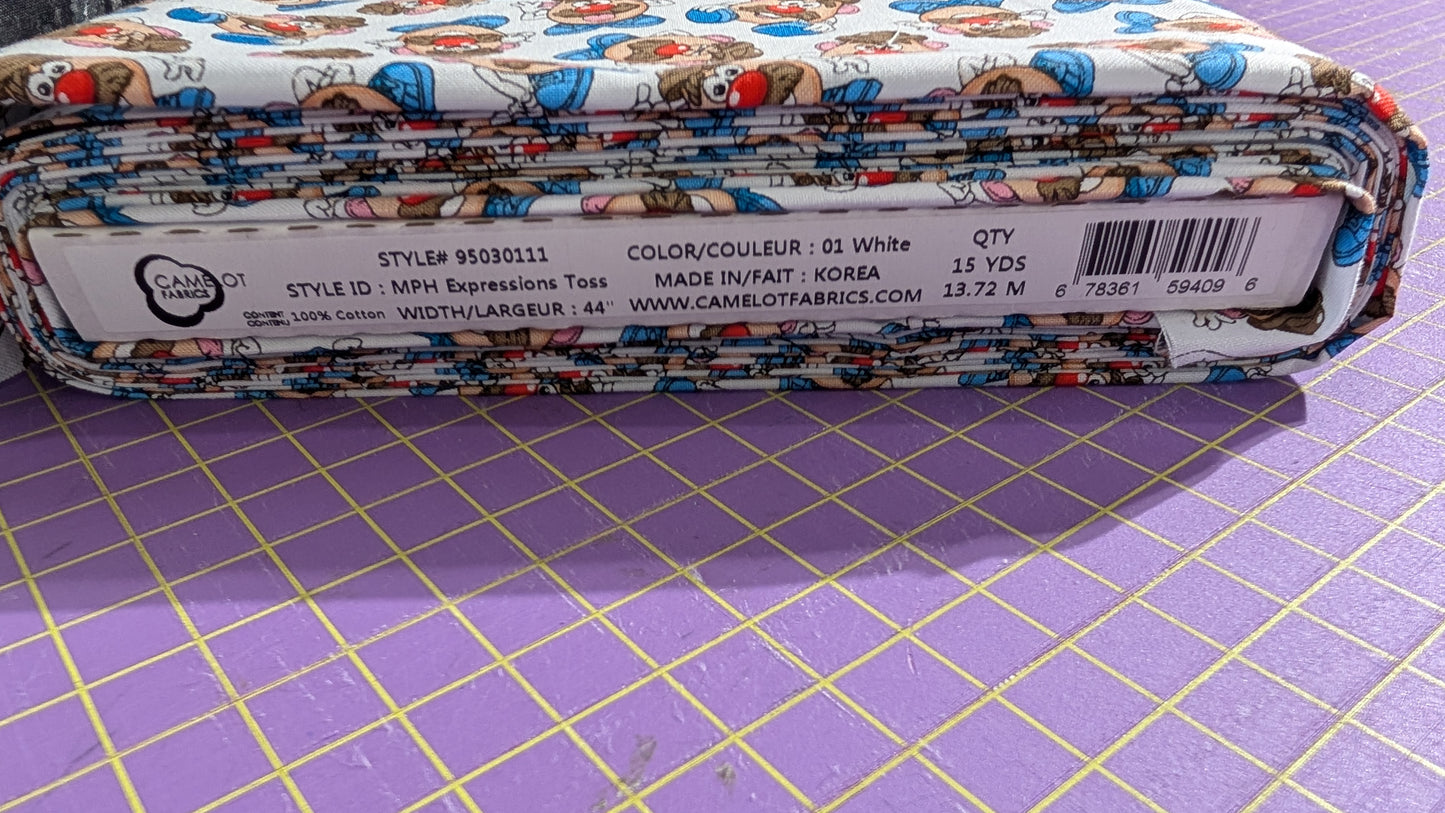 CAMELOT
FABRICS
STYLE# 95030111
STYLE ID : MPH Expressions Toss
CONTENT
CONTENU 100% Cotton WIDTH/LARGEUR : 44"
COLOR/COULEUR : 01 White
MADE IN/FAIT : KOREA
WWW.CAMELOTFABRICS.COM
QTY
15 YDS
13.72 M
6 78361 59409 6